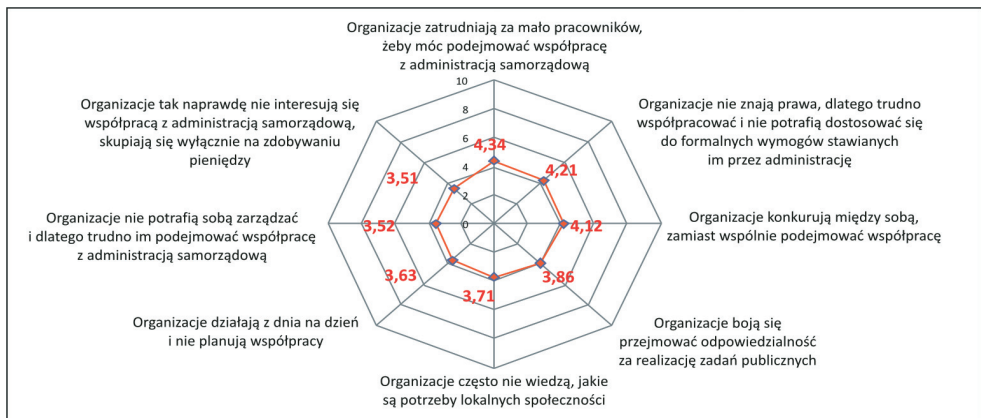 Organizacje zatrudniają za mało pracowników,
żeby móc podejmować współpracę
z administracją samorządową
Organizacje nie znają prawa, dlatego trudno
współpracować i nie potrafią dostosować się
do formalnych wymogów stawianych
im przez administrację
Organizacje konkurują między sobą,
zamiast wspólnie podejmować współpracę
Organizacje boją się
przejmować odpowiedzialność
za realizację zadań publicznych
Organizacje często nie wiedzą, jakie
są potrzeby lokalnych społeczności
Organizacje działają z dnia na dzień
i nie planują współpracy
Organizacje nie potrafią sobą zarządzać
i dlatego trudno im podejmować współpracę
z administracją samorządową
Organizacje tak naprawdę nie interesują się
współpracą z administracją samorządową,
skupiają się wyłącznie na zdobywaniu
pieniędzy
10
8
6
4
2
0
4,34
4,21
4,12
3,86
3,71
3,63
3,52
3,51